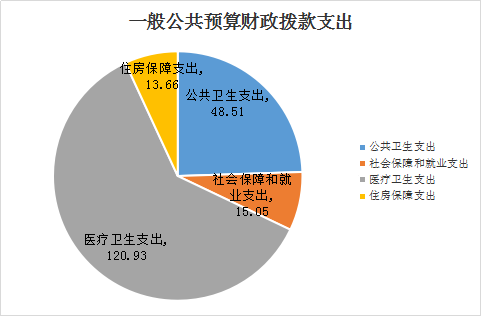 一般公共预算财政拨款支出
住房保障支出,
13.66
公共卫生支出,
48.51
社会保障和就
业支出,
15.05
医疗卫生支出,
120.93
公共卫生支出
社会保障和就业支出
医疗卫生支出
住房保障支出